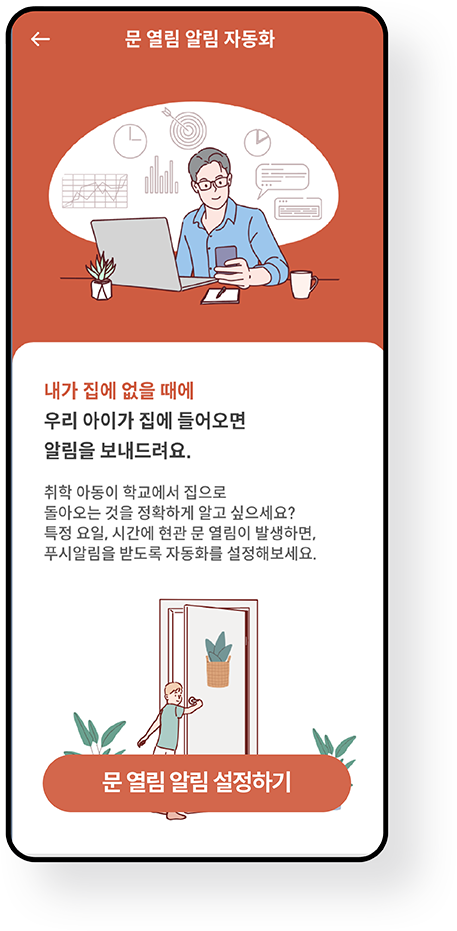 문 열림 알림 자동화
내가 집에 없을 때에
우리 아이가 집에 들어오면
알림을 보내드려요.
취학 아동이 학교에서 집으로
돌아오는 것을 정확하게 알고 싶으세요?
특정 요일, 시간에 현관 문 열림이 발생하면,
푸시알림을 받도록 자동화를 설정해보세요.
문 열림 알림 설정하기